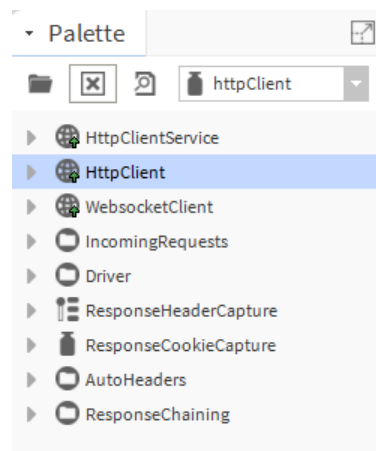 Palette
httpClient
HttpClientService
HttpClient
WebsocketClient
IncomingRequests
Driver
ResponseHeaderCapture
ResponseCookieCapture
AutoHeaders
ResponseChaining